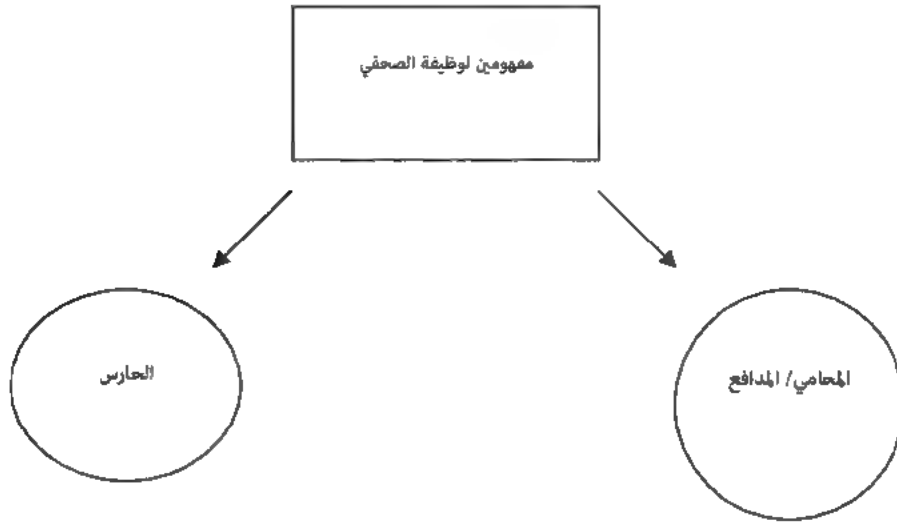 مفهومين لوظيفة الصحفي
المحامي/ المدافع
الحارس